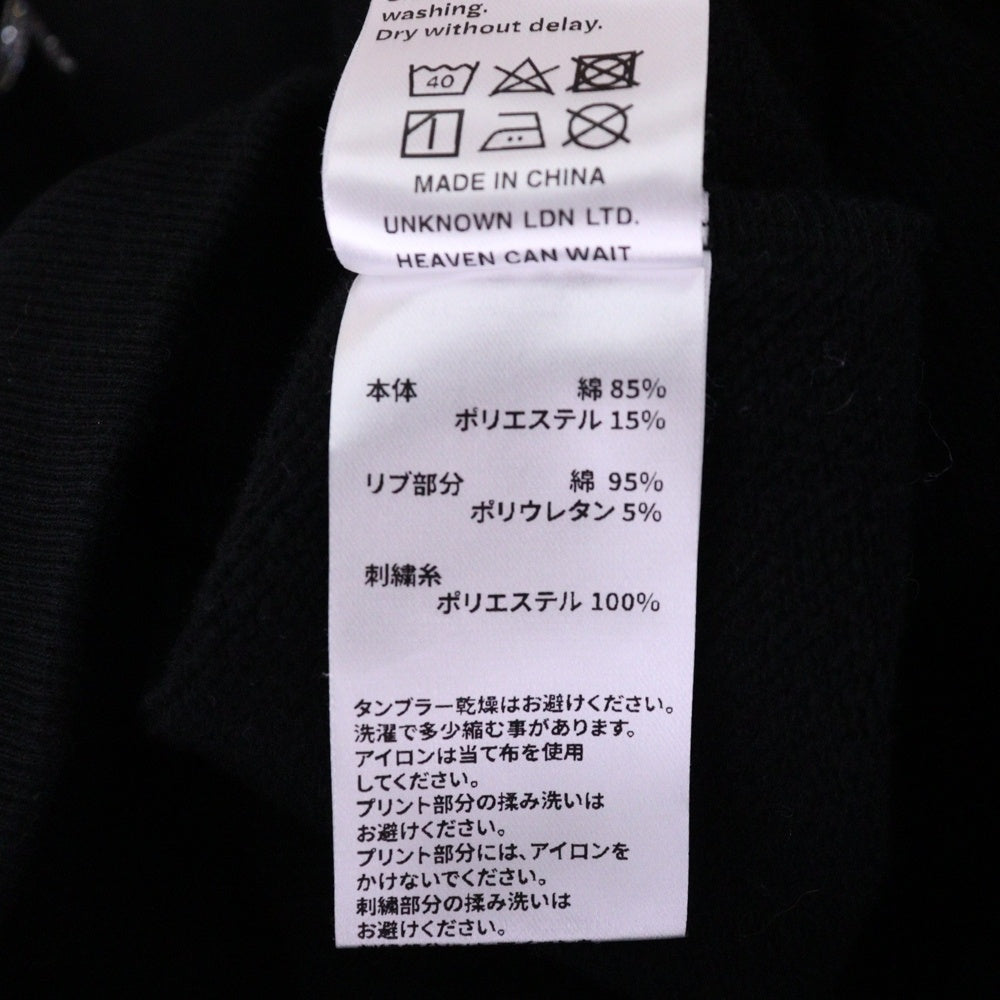 washing.
Dry without delay.
40
MADE IN CHINA
UNKNOWN LDN LTD.
HEAVEN CAN WAIT
本体 綿 85%
ポリエステル 15%
リブ部分 綿 95%
ポリウレタン 5%
刺繍糸
ポリエステル 100%
タンブラー乾燥はお避けください。
洗濯で多少縮む事があります。
アイロンは当て布を使用
してください。
プリント部分の揉み洗いは
お避けください。
プリント部分には、アイロンを
かけないでください。
刺繍部分の揉み洗いは
お避けください。